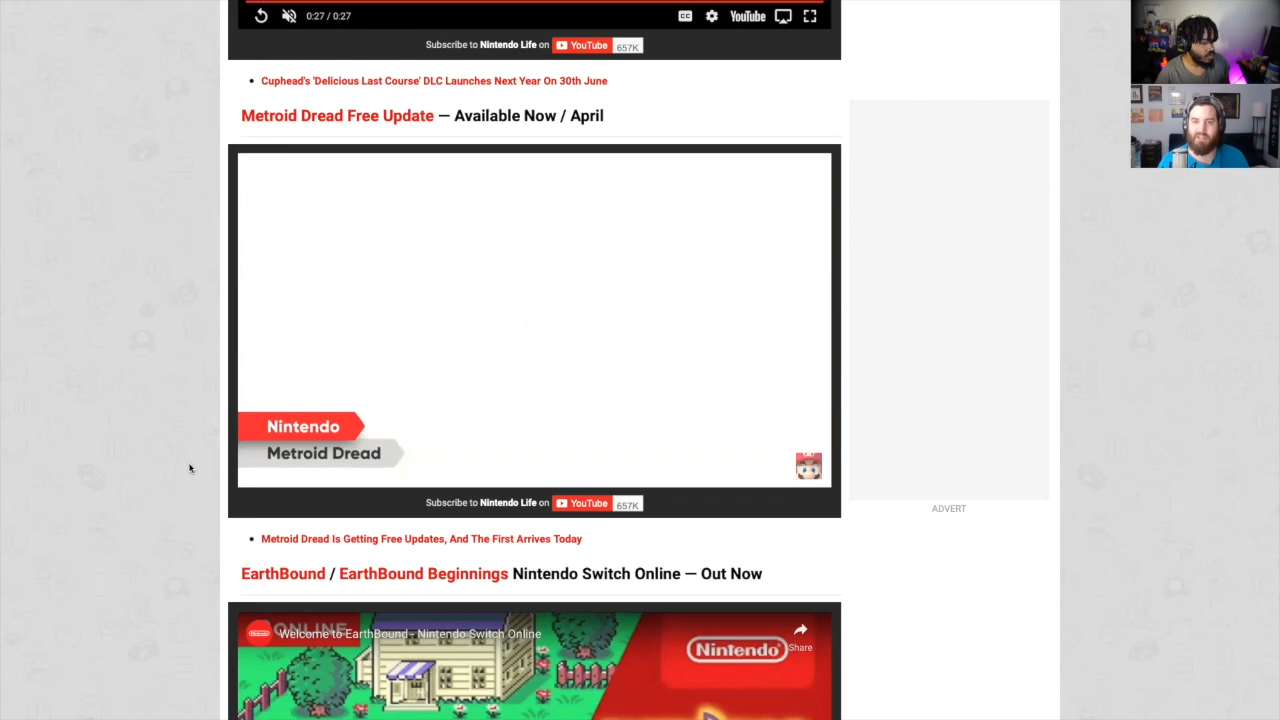 0:27 / 0:27
CC
YouTube
Subscribe to Nintendo Life on YouTube 657K
Cuphead's 'Delicious Last Course' DLC Launches Next Year On 30th June
Metroid Dread Free Update — Available Now / April
Nintendo
Metroid Dread
Subscribe to Nintendo Life on YouTube 657K
ADVERT
Metroid Dread Is Getting Free Updates, And The First Arrives Today
EarthBound / EarthBound Beginnings Nintendo Switch Online — Out Now
ONLINE
Welcome to EarthBound - Nintendo Switch Online
Nintendo
Share